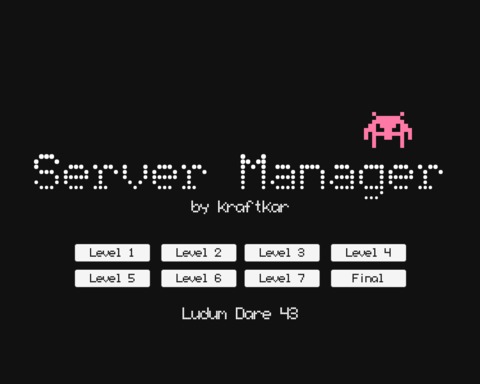 Server Manager
by kraftkar
Level 1 Level 2 Level 3 Level 4
Level 5 Level 6 Level 7 Final
Ludum Dare 43